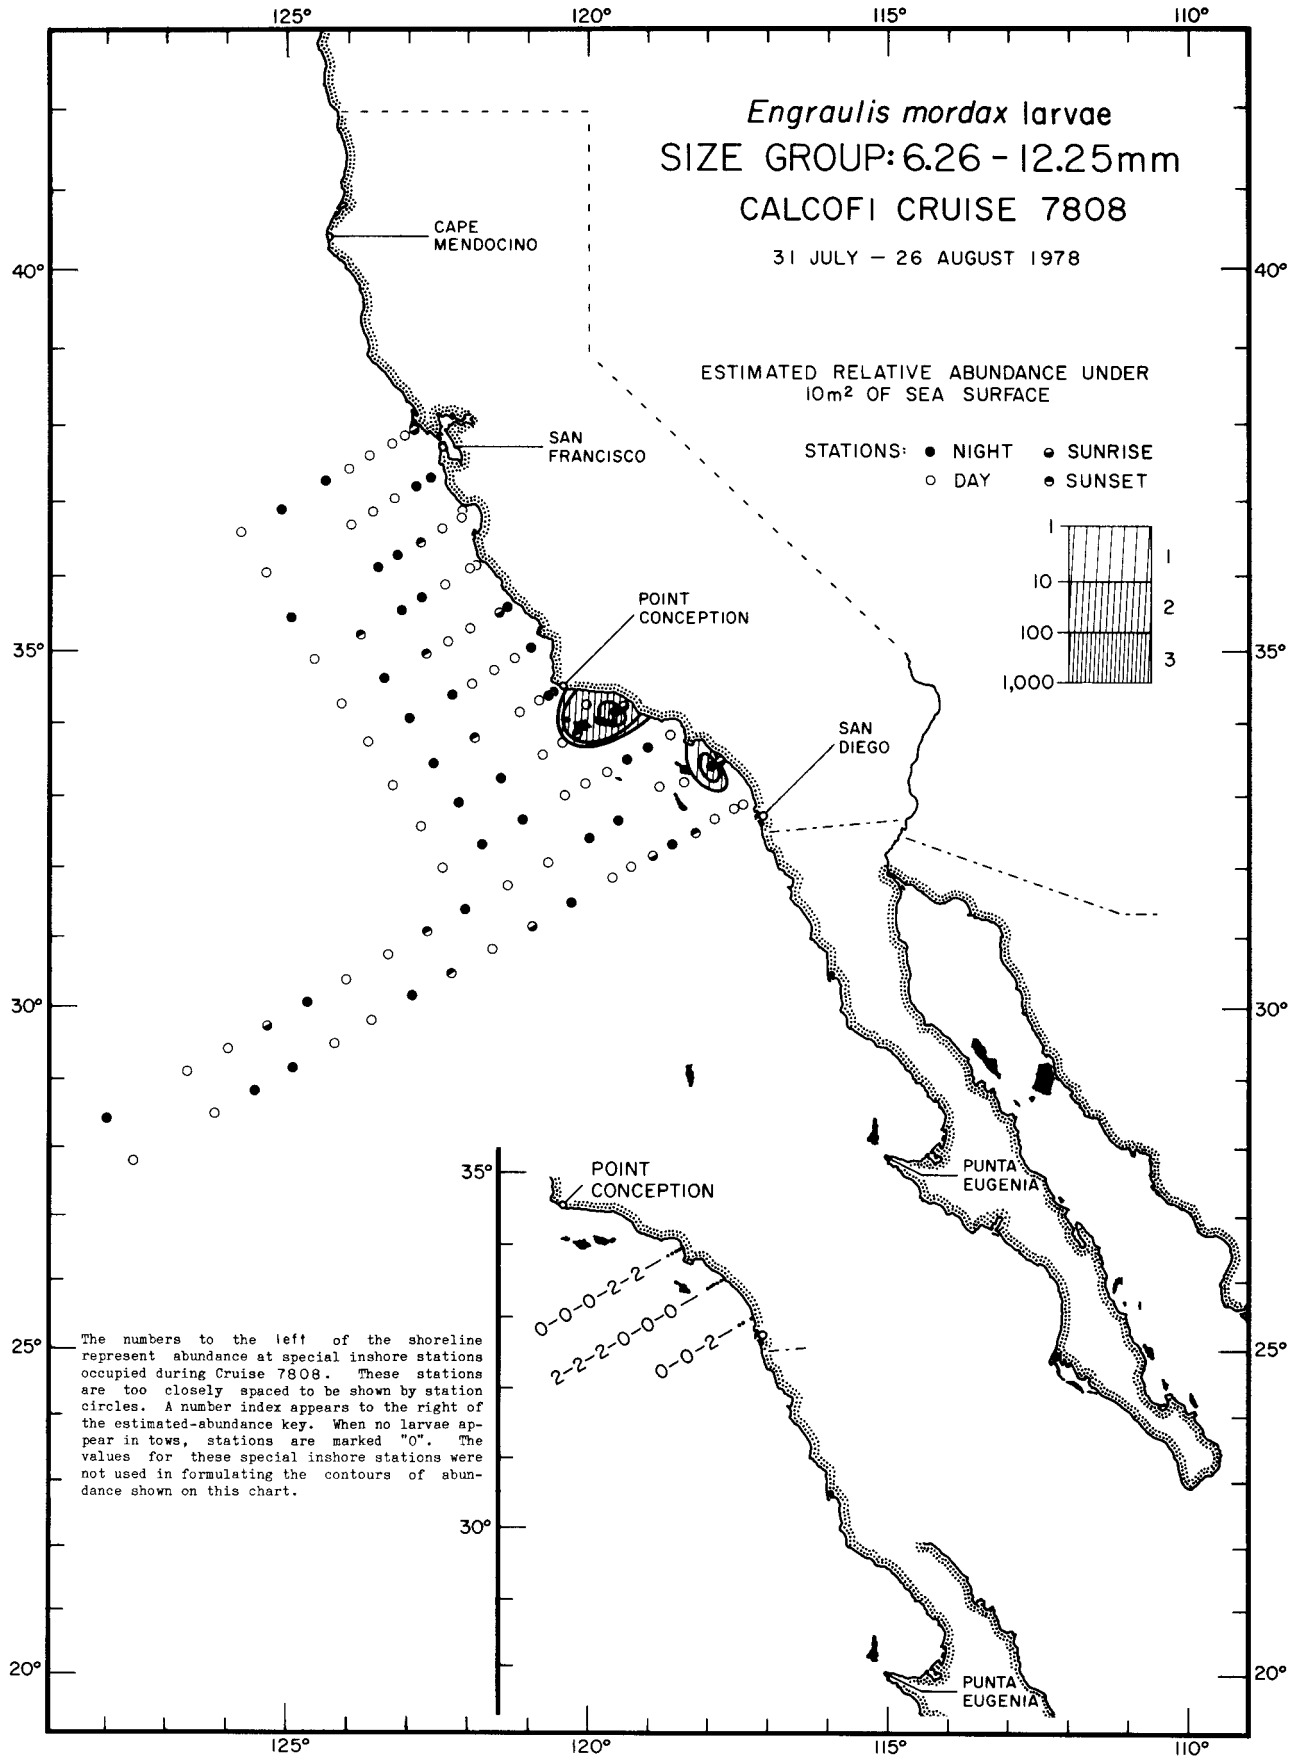 125° 120° 115° 110°
Engraulis mordax larvae
SIZE GROUP: 6.26 - 12.25mm
CALCOFI CRUISE 7808
31 JULY - 26 AUGUST 1978
CAPE
MENDOCINO
40° 40°
ESTIMATED RELATIVE ABUNDANCE UNDER
10m² OF SEA SURFACE
SAN
FRANCISCO
STATIONS: ● NIGHT SUNRISE
○ DAY SUNSET
1
1
10
2
100
3
1,000
POINT
CONCEPTION
35° 35°
SAN
DIEGO
30° 30°
PUNTA
EUGENIA
35°
POINT
CONCEPTION
0-0-0-2-2
2-2-2-0-0-0
0-0-2
25° 25°
The numbers to the left of the shoreline
represent abundance at special inshore stations
occupied during Cruise 7808. These stations
are too closely spaced to be shown by station
circles. A number index appears to the right of
the estimated-abundance key. When no larvae ap-
pear in tows, stations are marked "0". The
values for these special inshore stations were
not used in formulating the contours of abun-
dance shown on this chart.
30°
20° 20°
PUNTA
EUGENIA
125° 120° 115° 110°